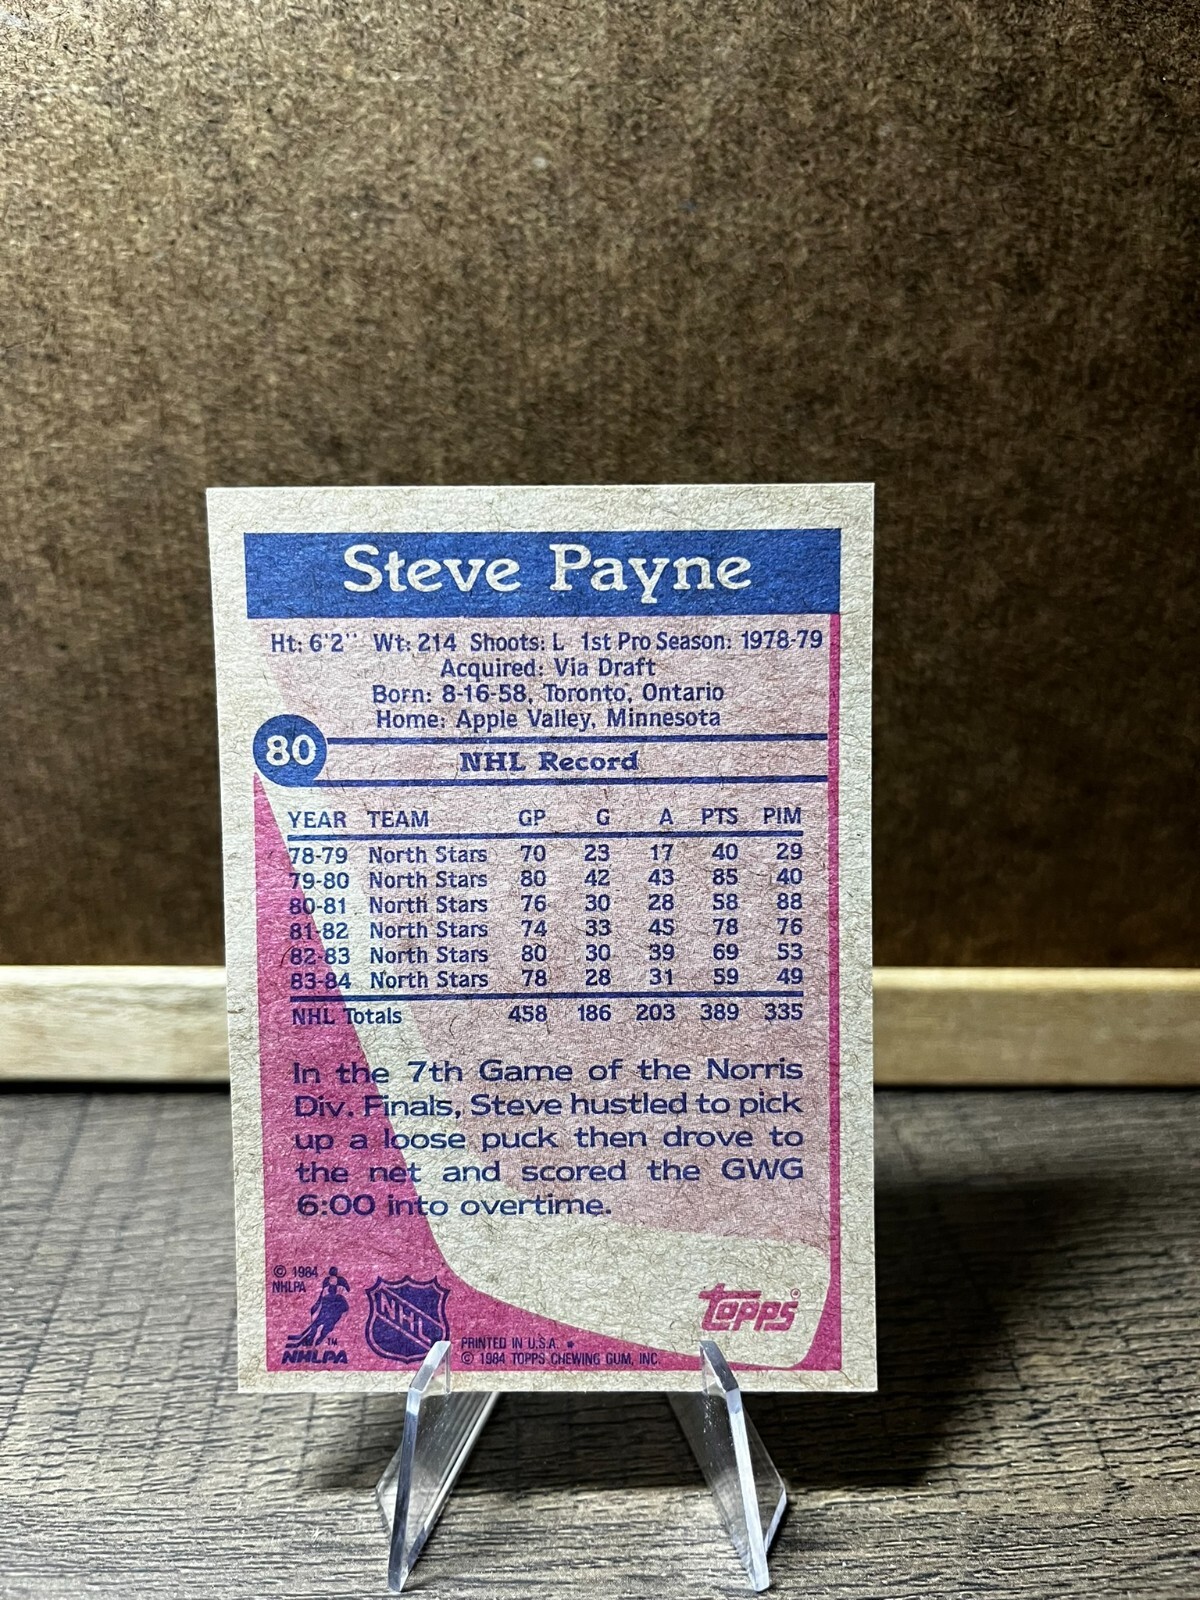 Steve Payne
Ht: 6'2" Wt: 214 Shoots: L 1st Pro Season: 1978-79
Acquired: Via Draft
Born: 8-16-58, Toronto, Ontario
Home: Apple Valley, Minnesota
80
NHL Record
YEAR TEAM GP G A PTS PIM
78-79 North Stars 70 23 17 40 29
79-80 North Stars 80 42 43 85 40
80-81 North Stars 76 30 28 58 88
81-82 North Stars 74 33 45 78 76
82-83 North Stars 80 30 39 69 53
83-84 North Stars 78 28 31 59 49
NHL Totals 458 186 203 389 335
In the 7th Game of the Norris
Div. Finals, Steve hustled to pick
up a loose puck then drove to
the net and scored the GWG
6:00 into overtime.
© 1984
NHLPA
TM
NHLPA
NHL
topps®
PRINTED IN U.S.A. *
© 1984 TOPPS CHEWING GUM, INC.